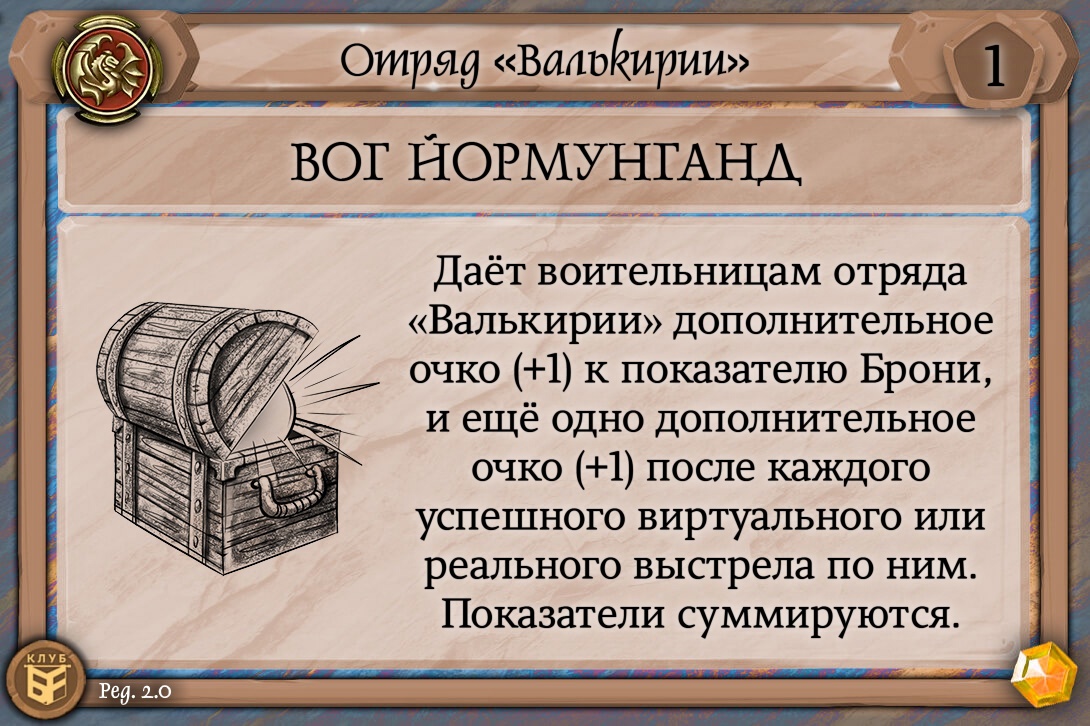 Отряд «Валькирии»
1
ВОГ ЙОРМУНГАНД
Даёт воительницам отряда
«Валькирии» дополнительное
очко (+1) к показателю Брони,
и ещё одно дополнительное
очко (+1) после каждого
успешного виртуального или
реального выстрела по ним.
Показатели суммируются.
КЛУБ
Ред. 2.0